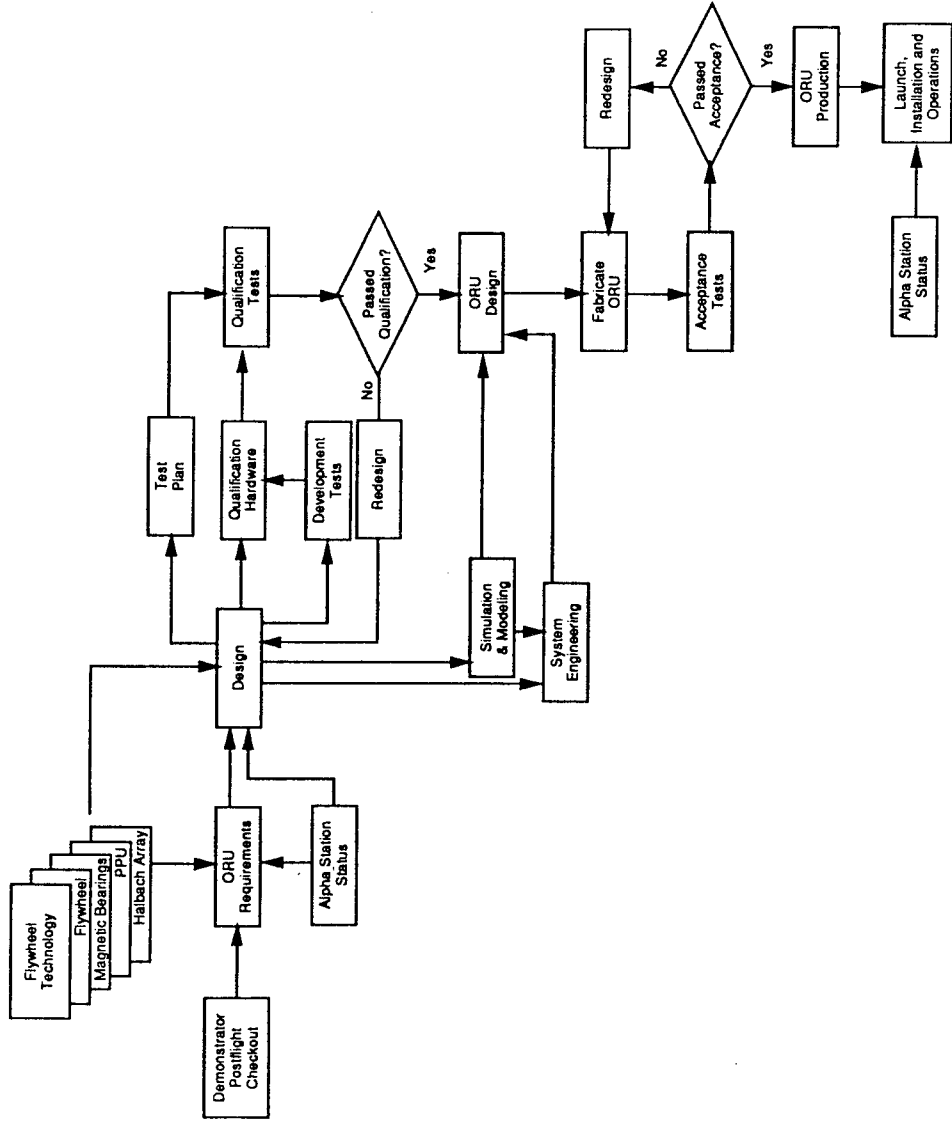 Flywheel
Technology
Flywheel
Magnetic Bearings
PPU
Halbach Array
Demonstrator
Postflight
Checkout
ORU
Requirements
Alpha Station
Status
Design
Test
Plan
Qualification
Hardware
Development
Tests
Redesign
Simulation
& Modeling
System
Engineering
Qualification
Tests
Passed
Qualification?
No
Yes
ORU
Design
Fabricate
ORU
Acceptance
Tests
Redesign
No
Passed
Acceptance?
Yes
ORU
Production
Alpha Station
Status
Launch,
Installation and
Operations